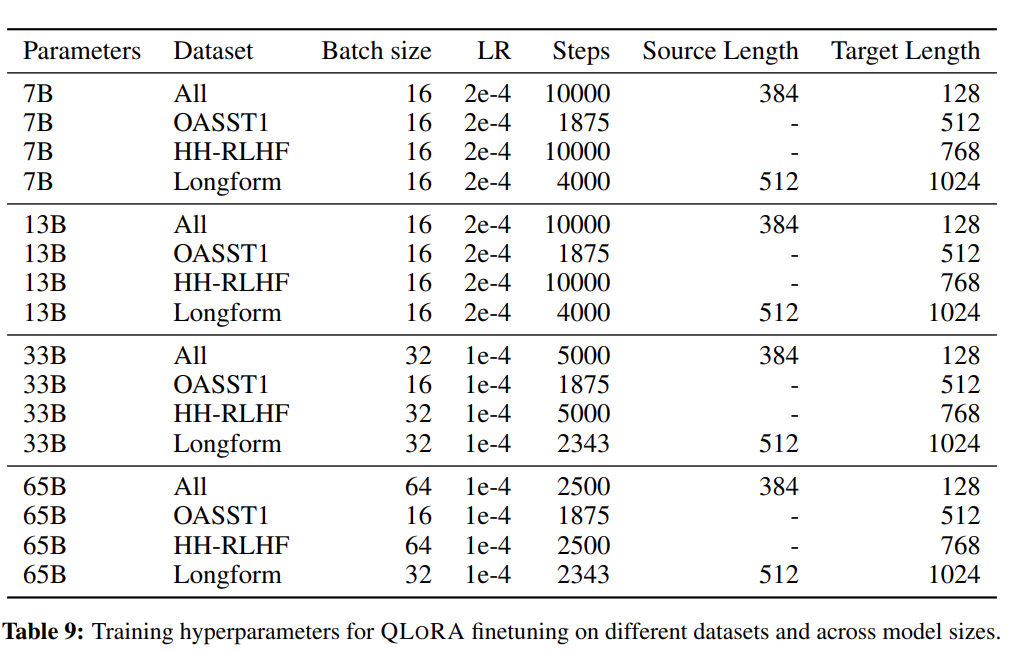 Parameters Dataset Batch size LR Steps Source Length Target Length
7B All 16 2e-4 10000 384 128
7B OASST1 16 2e-4 1875 - 512
7B HH-RLHF 16 2e-4 10000 - 768
7B Longform 16 2e-4 4000 512 1024
13B All 16 2e-4 10000 384 128
13B OASST1 16 2e-4 1875 - 512
13B HH-RLHF 16 2e-4 10000 - 768
13B Longform 16 2e-4 4000 512 1024
33B All 32 1e-4 5000 384 128
33B OASST1 16 1e-4 1875 - 512
33B HH-RLHF 32 1e-4 5000 - 768
33B Longform 32 1e-4 2343 512 1024
65B All 64 1e-4 2500 384 128
65B OASST1 16 1e-4 1875 - 512
65B HH-RLHF 64 1e-4 2500 - 768
65B Longform 32 1e-4 2343 512 1024
Table 9: Training hyperparameters for QLORA finetuning on different datasets and across model sizes.